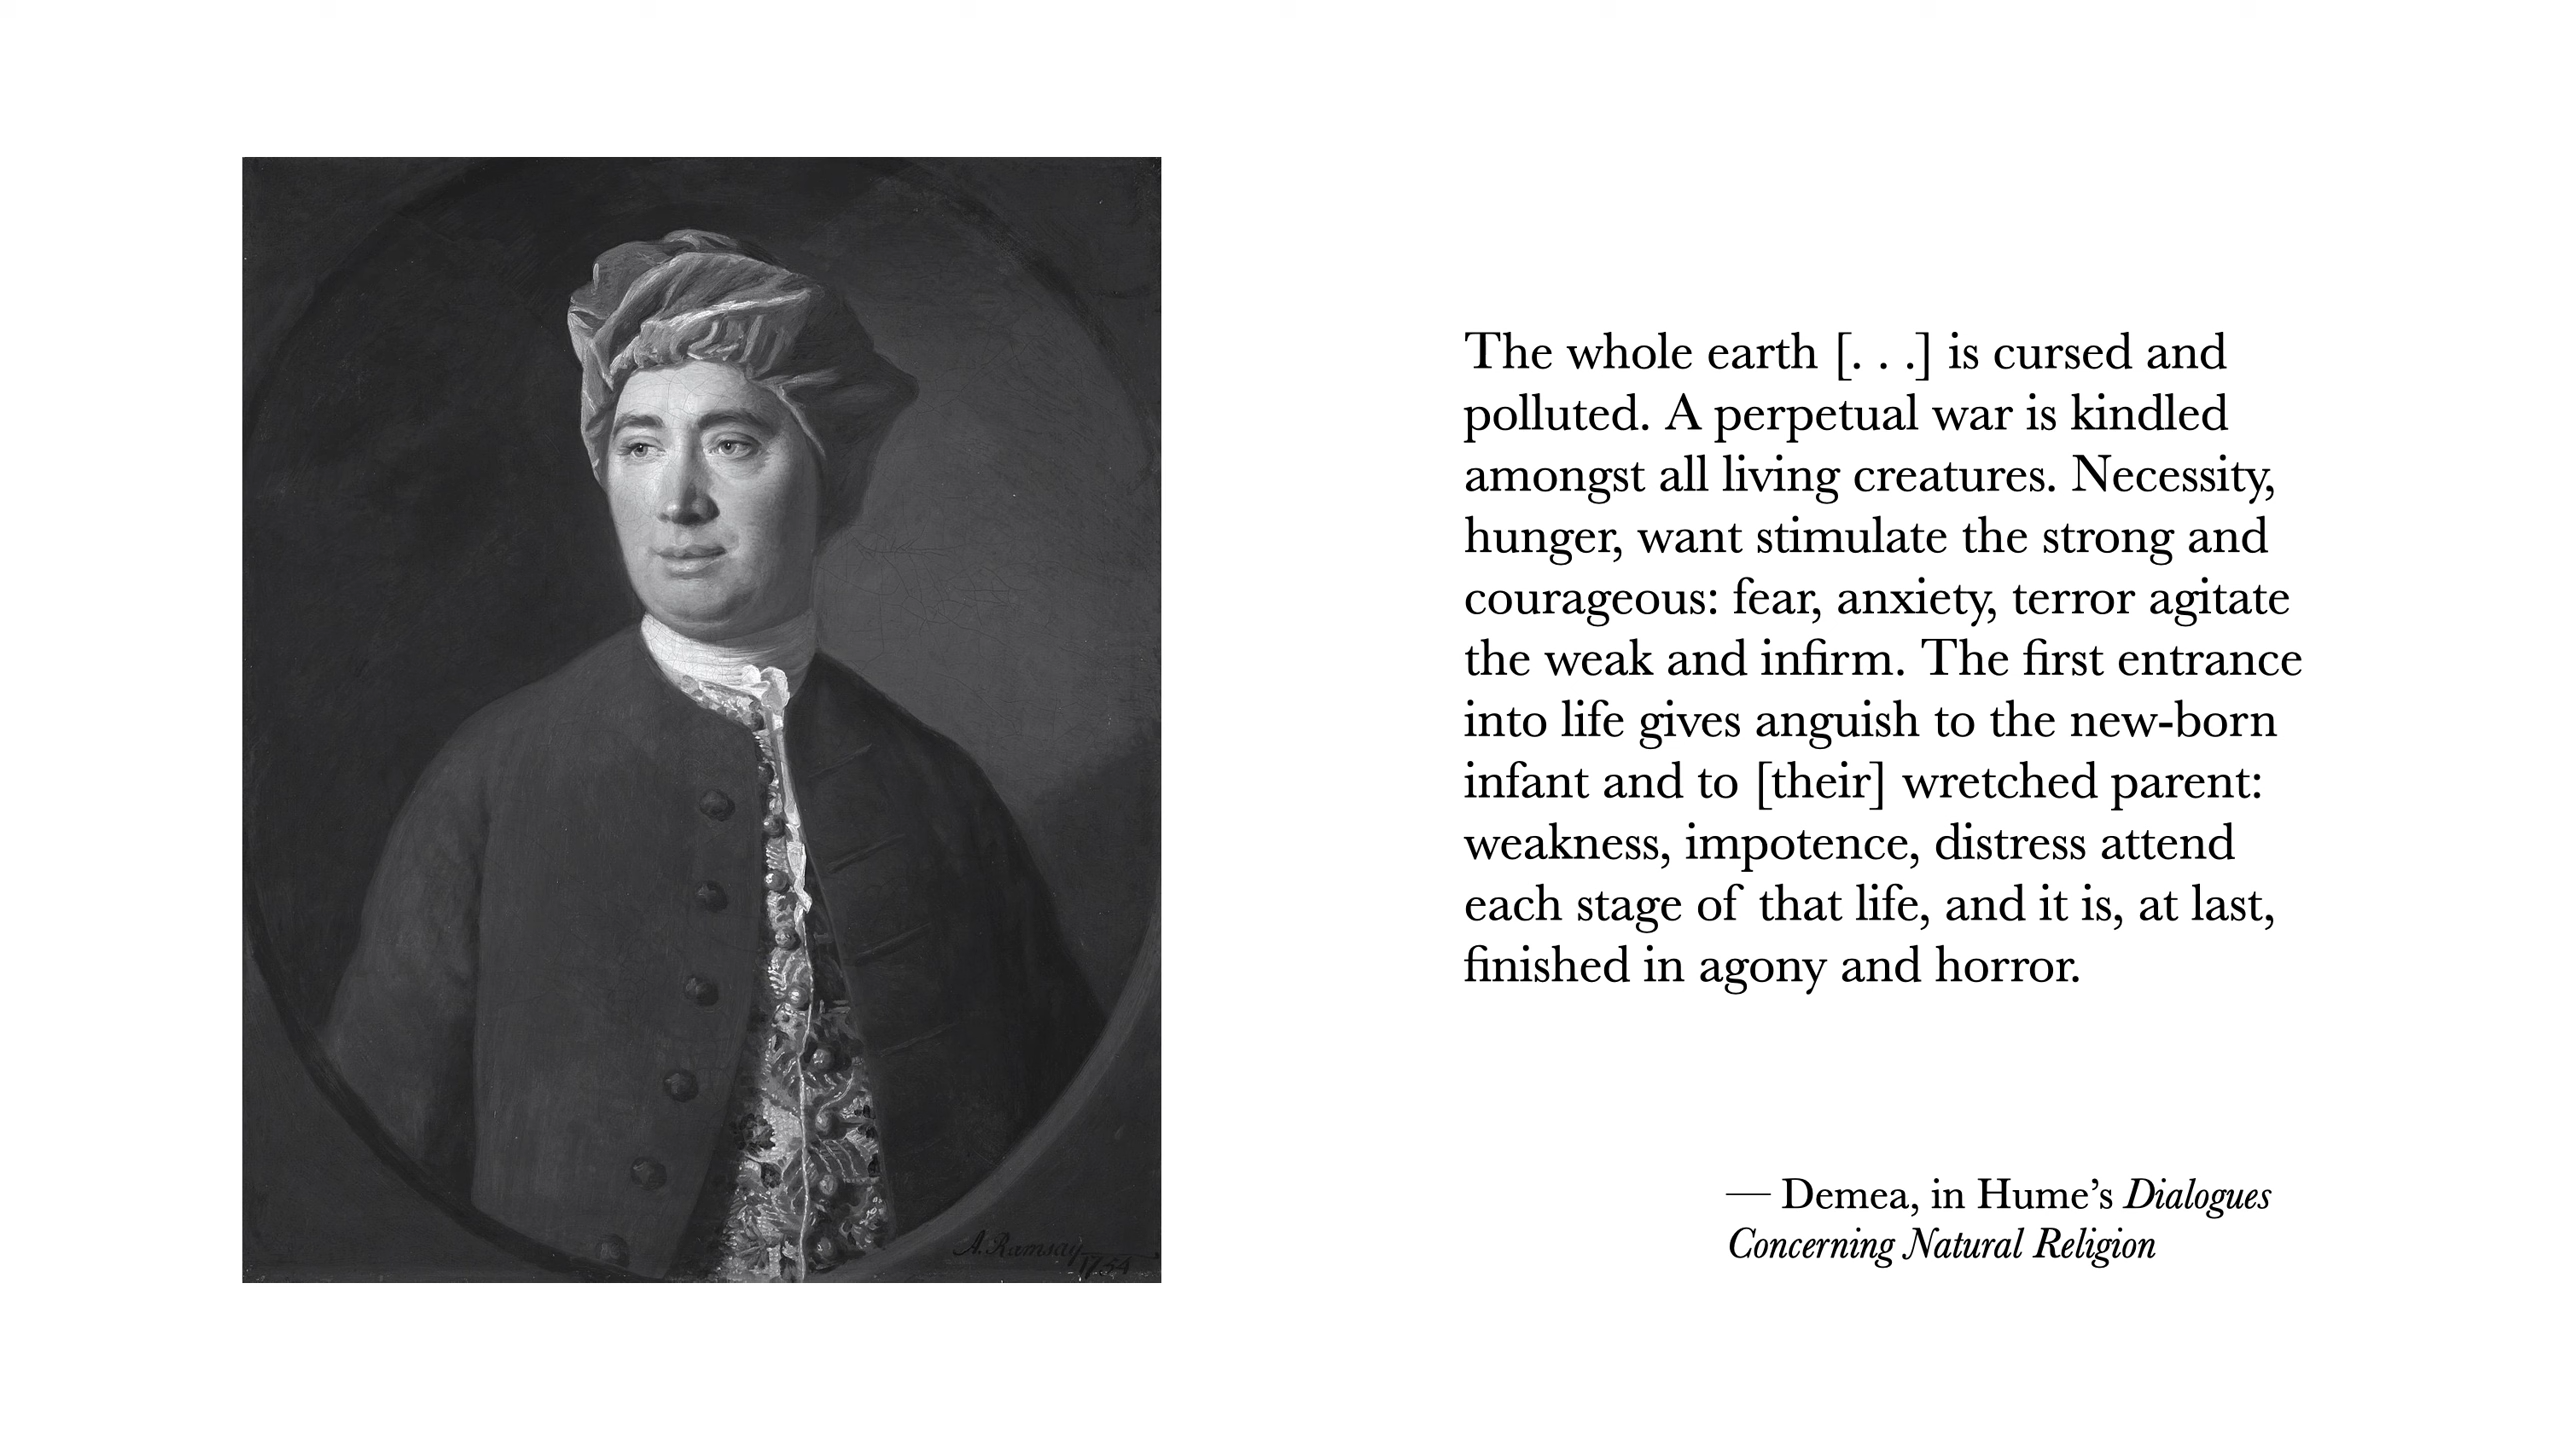 The whole earth [. . .] is cursed and
polluted. A perpetual war is kindled
amongst all living creatures. Necessity,
hunger, want stimulate the strong and
courageous: fear, anxiety, terror agitate
the weak and infirm. The first entrance
into life gives anguish to the new-born
infant and to [their] wretched parent:
weakness, impotence, distress attend
each stage of that life, and it is, at last,
finished in agony and horror.
— Demea, in Hume’s Dialogues
Concerning Natural Religion
A. Ramsay
1754